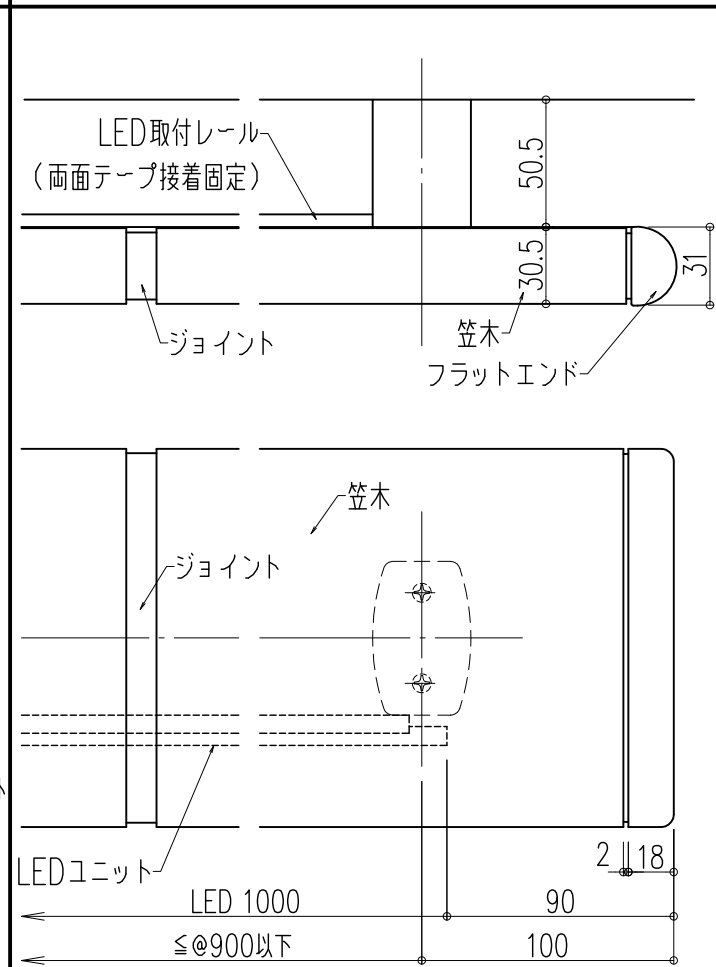 LED取付レール
（両面テープ接着固定）
50.5
30.5
31
ジョイント
笠木
フラットエンド
笠木
ジョイント
LEDユニット
2
18
LED 1000
90
≦@900以下
100